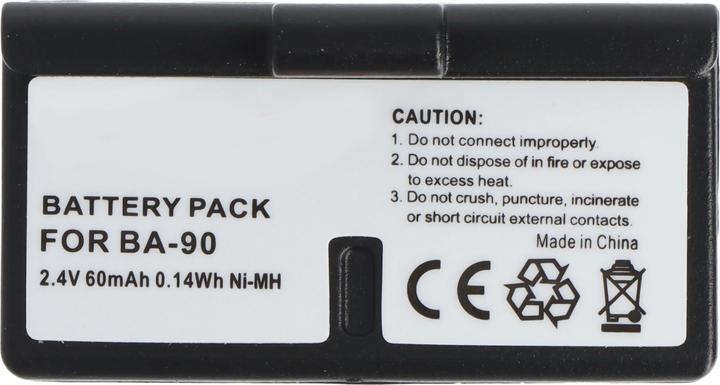 BATTERY PACK
FOR BA-90
2.4V 60mAh 0.14Wh Ni-MH
CAUTION:
1. Do not connect improperly.
2. Do not dispose of in fire or expose
to excess heat.
3. Do not crush, puncture, incinerate
or short circuit external contacts.
Made in China
CE